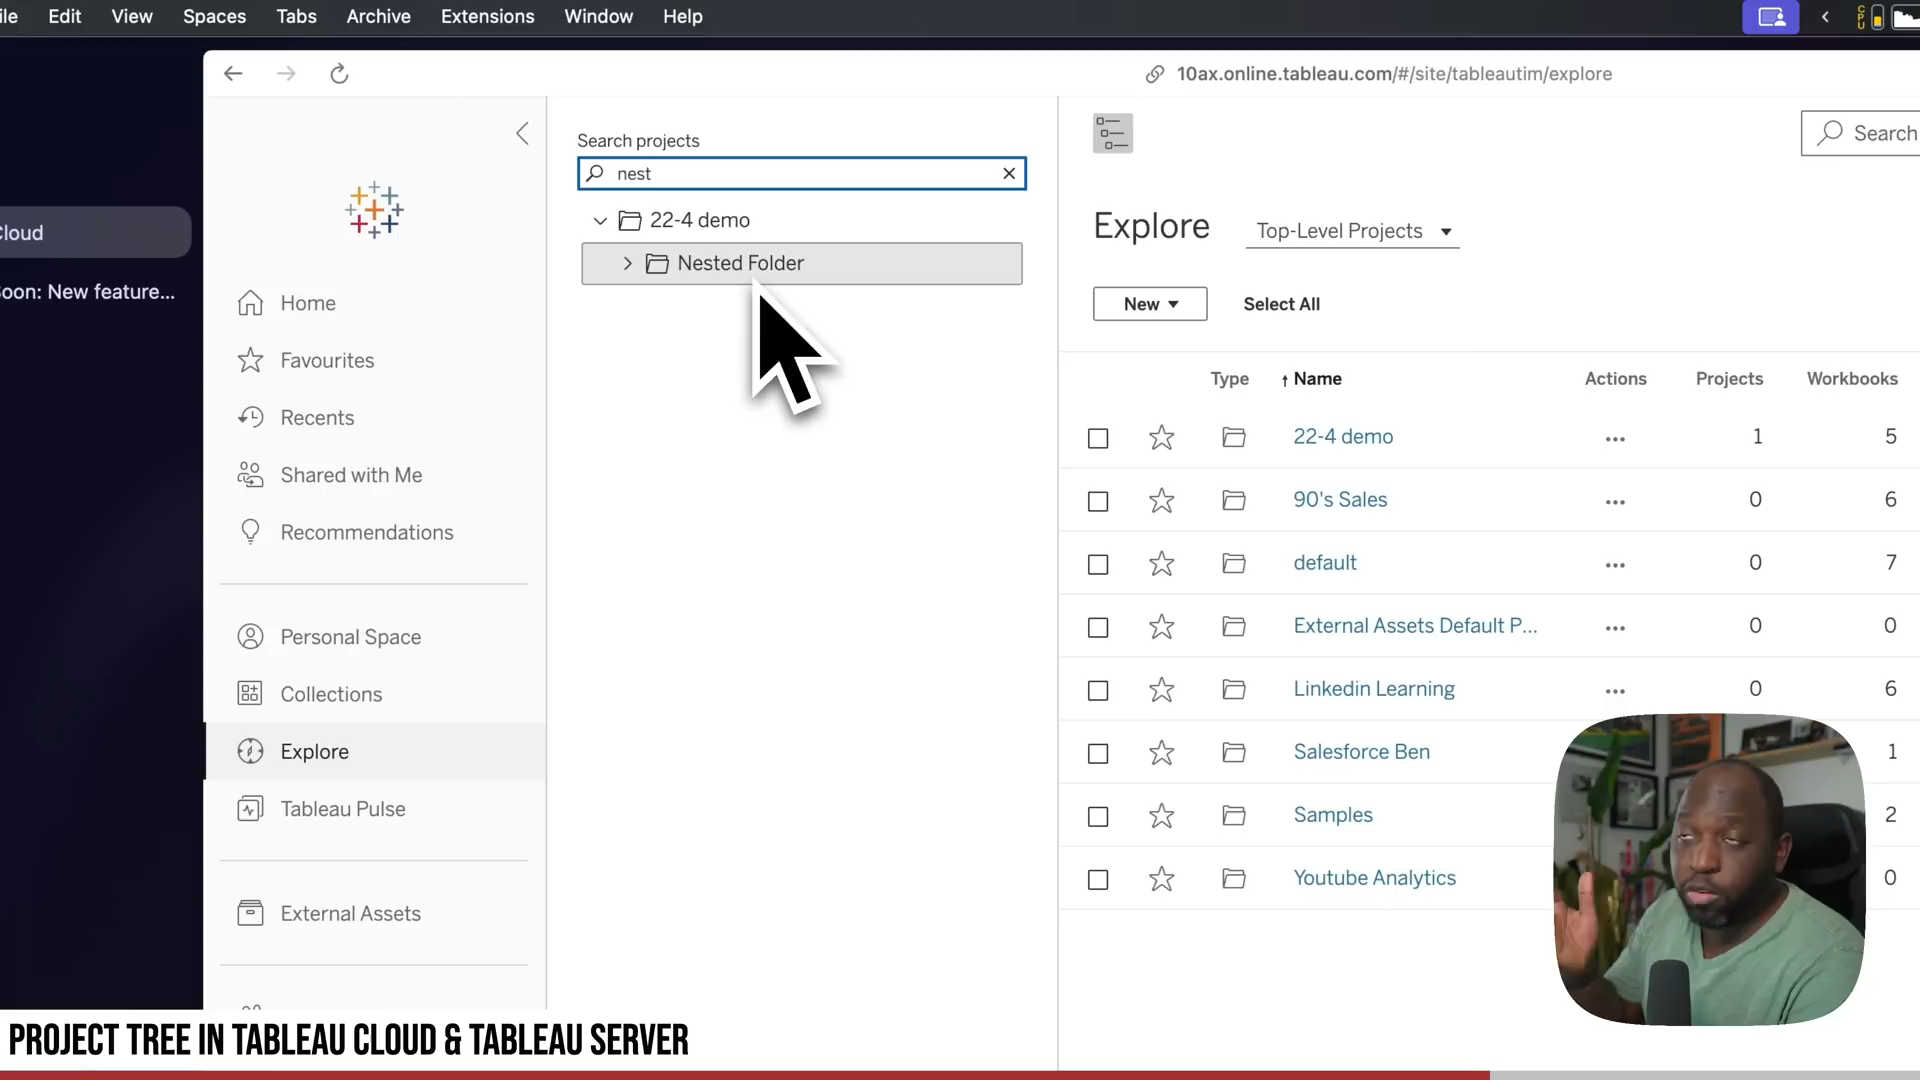 Edit View Spaces Tabs Archive Extensions Window Help
CPU
10ax.online.tableau.com/#/site/tableautim/explore
Cloud
Soon: New feature...
Home
Favourites
Recents
Shared with Me
Recommendations
Personal Space
Collections
Explore
Tableau Pulse
External Assets
Search projects
nest
22-4 demo
Nested Folder
Search
Explore Top-Level Projects
New Select All
Type Name Actions Projects Workbooks
22-4 demo ... 1 5
90's Sales ... 0 6
default ... 0 7
External Assets Default P... ... 0 0
Linkedin Learning ... 0 6
Salesforce Ben 1
Samples 2
Youtube Analytics 0
PROJECT TREE IN TABLEAU CLOUD & TABLEAU SERVER